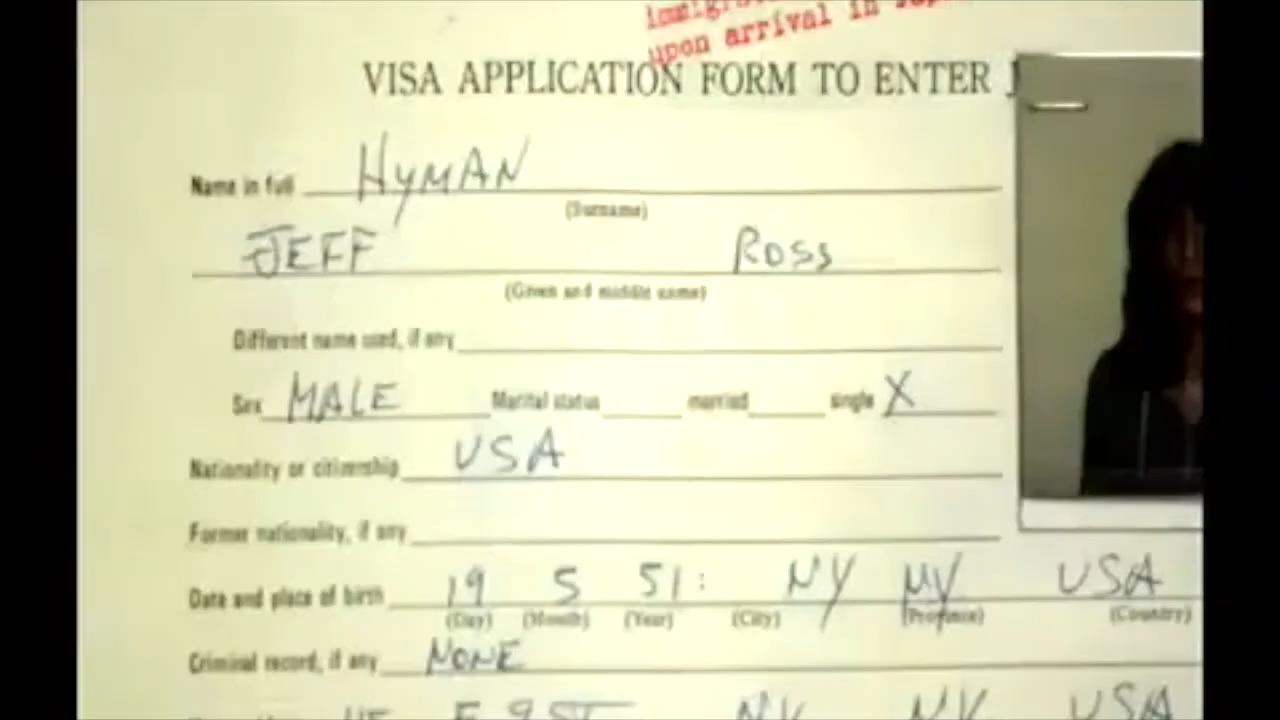 upon arrival in
VISA APPLICATION FORM TO ENTER J
Name in full HYMAN
(Surname)
JEFF ROSS
(Given and middle name)
Different name used, if any
Sex MALE Marital status married single X
Nationality or citizenship USA
Former nationality, if any
Date and place of birth 19 5 51: NY NY USA
(Day) (Month) (Year) (City) (Province) (Country)
Criminal record, if any NONE
NY NY USA